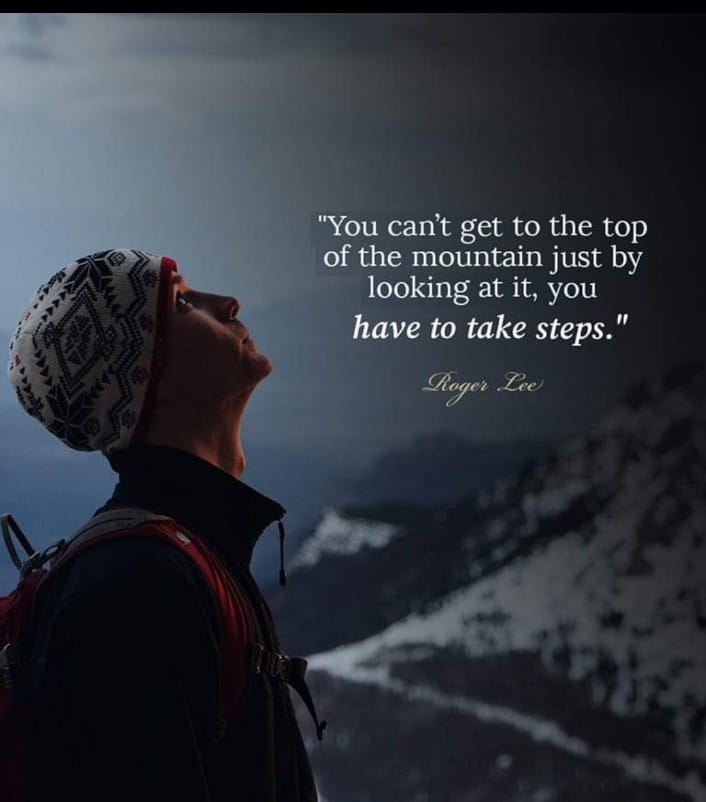 "You can’t get to the top
of the mountain just by
looking at it, you
have to take steps."
Roger Lee